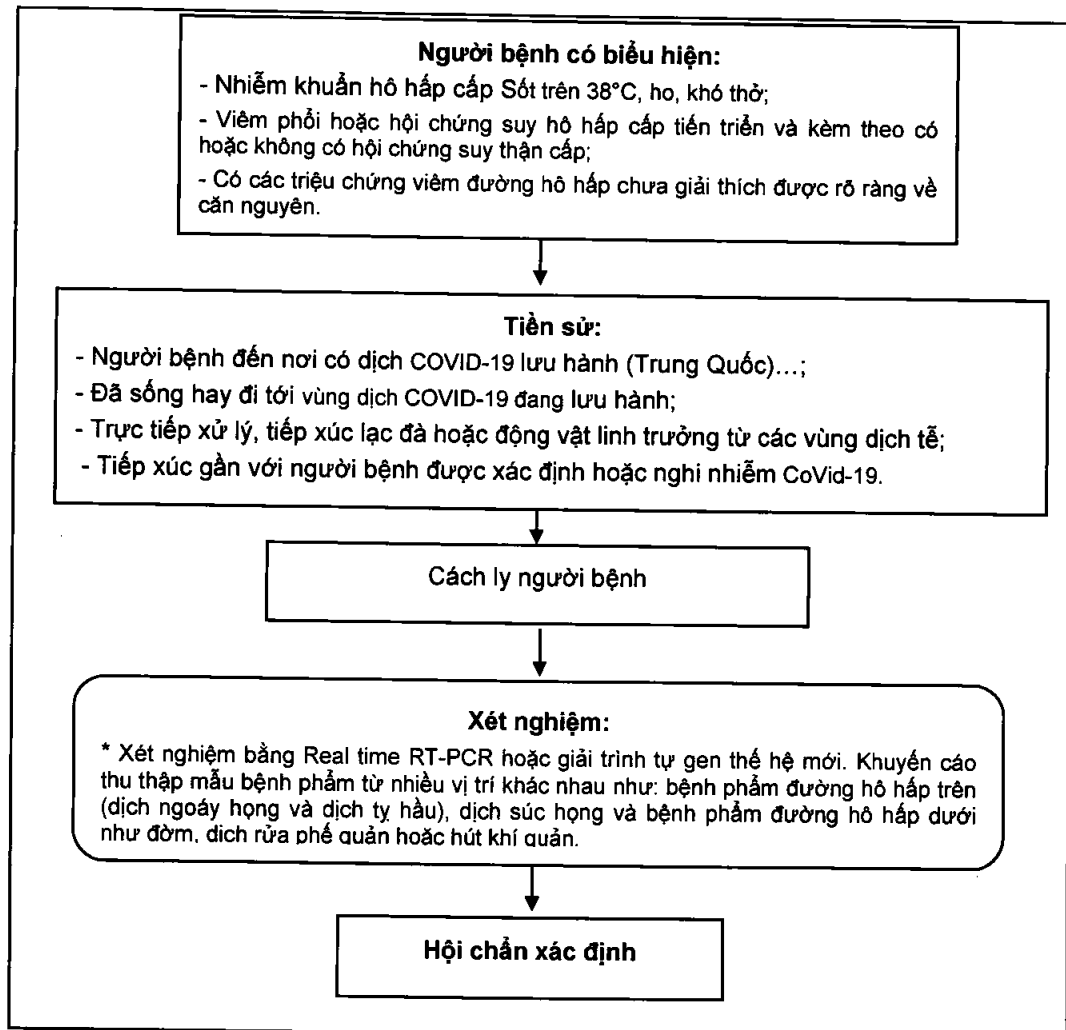 Người bệnh có biểu hiện:
- Nhiễm khuẩn hô hấp cấp Sốt trên 38°C, ho, khó thở;
- Viêm phổi hoặc hội chứng suy hô hấp cấp tiến triển và kèm theo có
hoặc không có hội chứng suy thận cấp;
- Có các triệu chứng viêm đường hô hấp chưa giải thích được rõ ràng về
căn nguyên.
Tiền sử:
- Người bệnh đến nơi có dịch COVID-19 lưu hành (Trung Quốc)...;
- Đã sống hay đi tới vùng dịch COVID-19 đang lưu hành;
- Trực tiếp xử lý, tiếp xúc lạc đà hoặc động vật linh trưởng từ các vùng dịch tễ;
- Tiếp xúc gần với người bệnh được xác định hoặc nghi nhiễm CoVid-19.
Cách ly người bệnh
Xét nghiệm:
* Xét nghiệm bằng Real time RT-PCR hoặc giải trình tự gen thế hệ mới. Khuyến cáo
thu thập mẫu bệnh phẩm từ nhiều vị trí khác nhau như: bệnh phẩm đường hô hấp trên
(dịch ngoáy họng và dịch tỵ hầu), dịch súc họng và bệnh phẩm đường hô hấp dưới
như đờm, dịch rửa phế quản hoặc hút khí quản.
Hội chẩn xác định